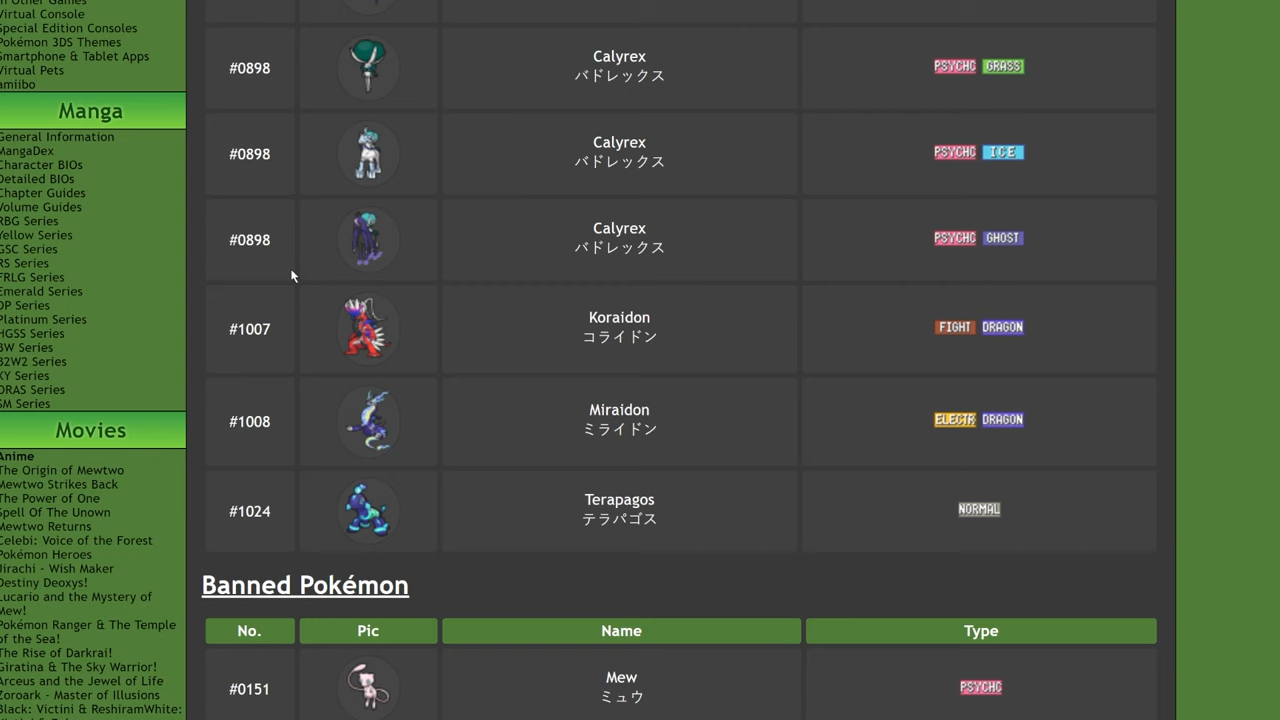 In Other Games
Virtual Console
Special Edition Consoles
Pokémon 3DS Themes
Smartphone & Tablet Apps
Virtual Pets
amiibo
Manga
General Information
MangaDex
Character BIOs
Detailed BIOs
Chapter Guides
Volume Guides
RBG Series
Yellow Series
GSC Series
RS Series
FRLG Series
Emerald Series
DP Series
Platinum Series
HGSS Series
BW Series
B2W2 Series
XY Series
ORAS Series
SM Series
Movies
Anime
The Origin of Mewtwo
Mewtwo Strikes Back
The Power of One
Spell Of The Unown
Mewtwo Returns
Celebi: Voice of the Forest
Pokémon Heroes
Jirachi - Wish Maker
Destiny Deoxys!
Lucario and the Mystery of
Mew!
Pokémon Ranger & The Temple
of the Sea!
The Rise of Darkrai!
Giratina & The Sky Warrior!
Arceus and the Jewel of Life
Zoroark - Master of Illusions
Black: Victini & ReshiramWhite:
#0898
Calyrex
バドレックス
PSYCHC GRASS
#0898
Calyrex
バドレックス
PSYCHC ICE
#0898
Calyrex
バドレックス
PSYCHC GHOST
#1007
Koraidon
コライドン
FIGHT DRAGON
#1008
Miraidon
ミライドン
ELECTR DRAGON
#1024
Terapagos
テラパゴス
NORMAL
Banned Pokémon
No. Pic Name Type
#0151
Mew
ミュウ
PSYCHC